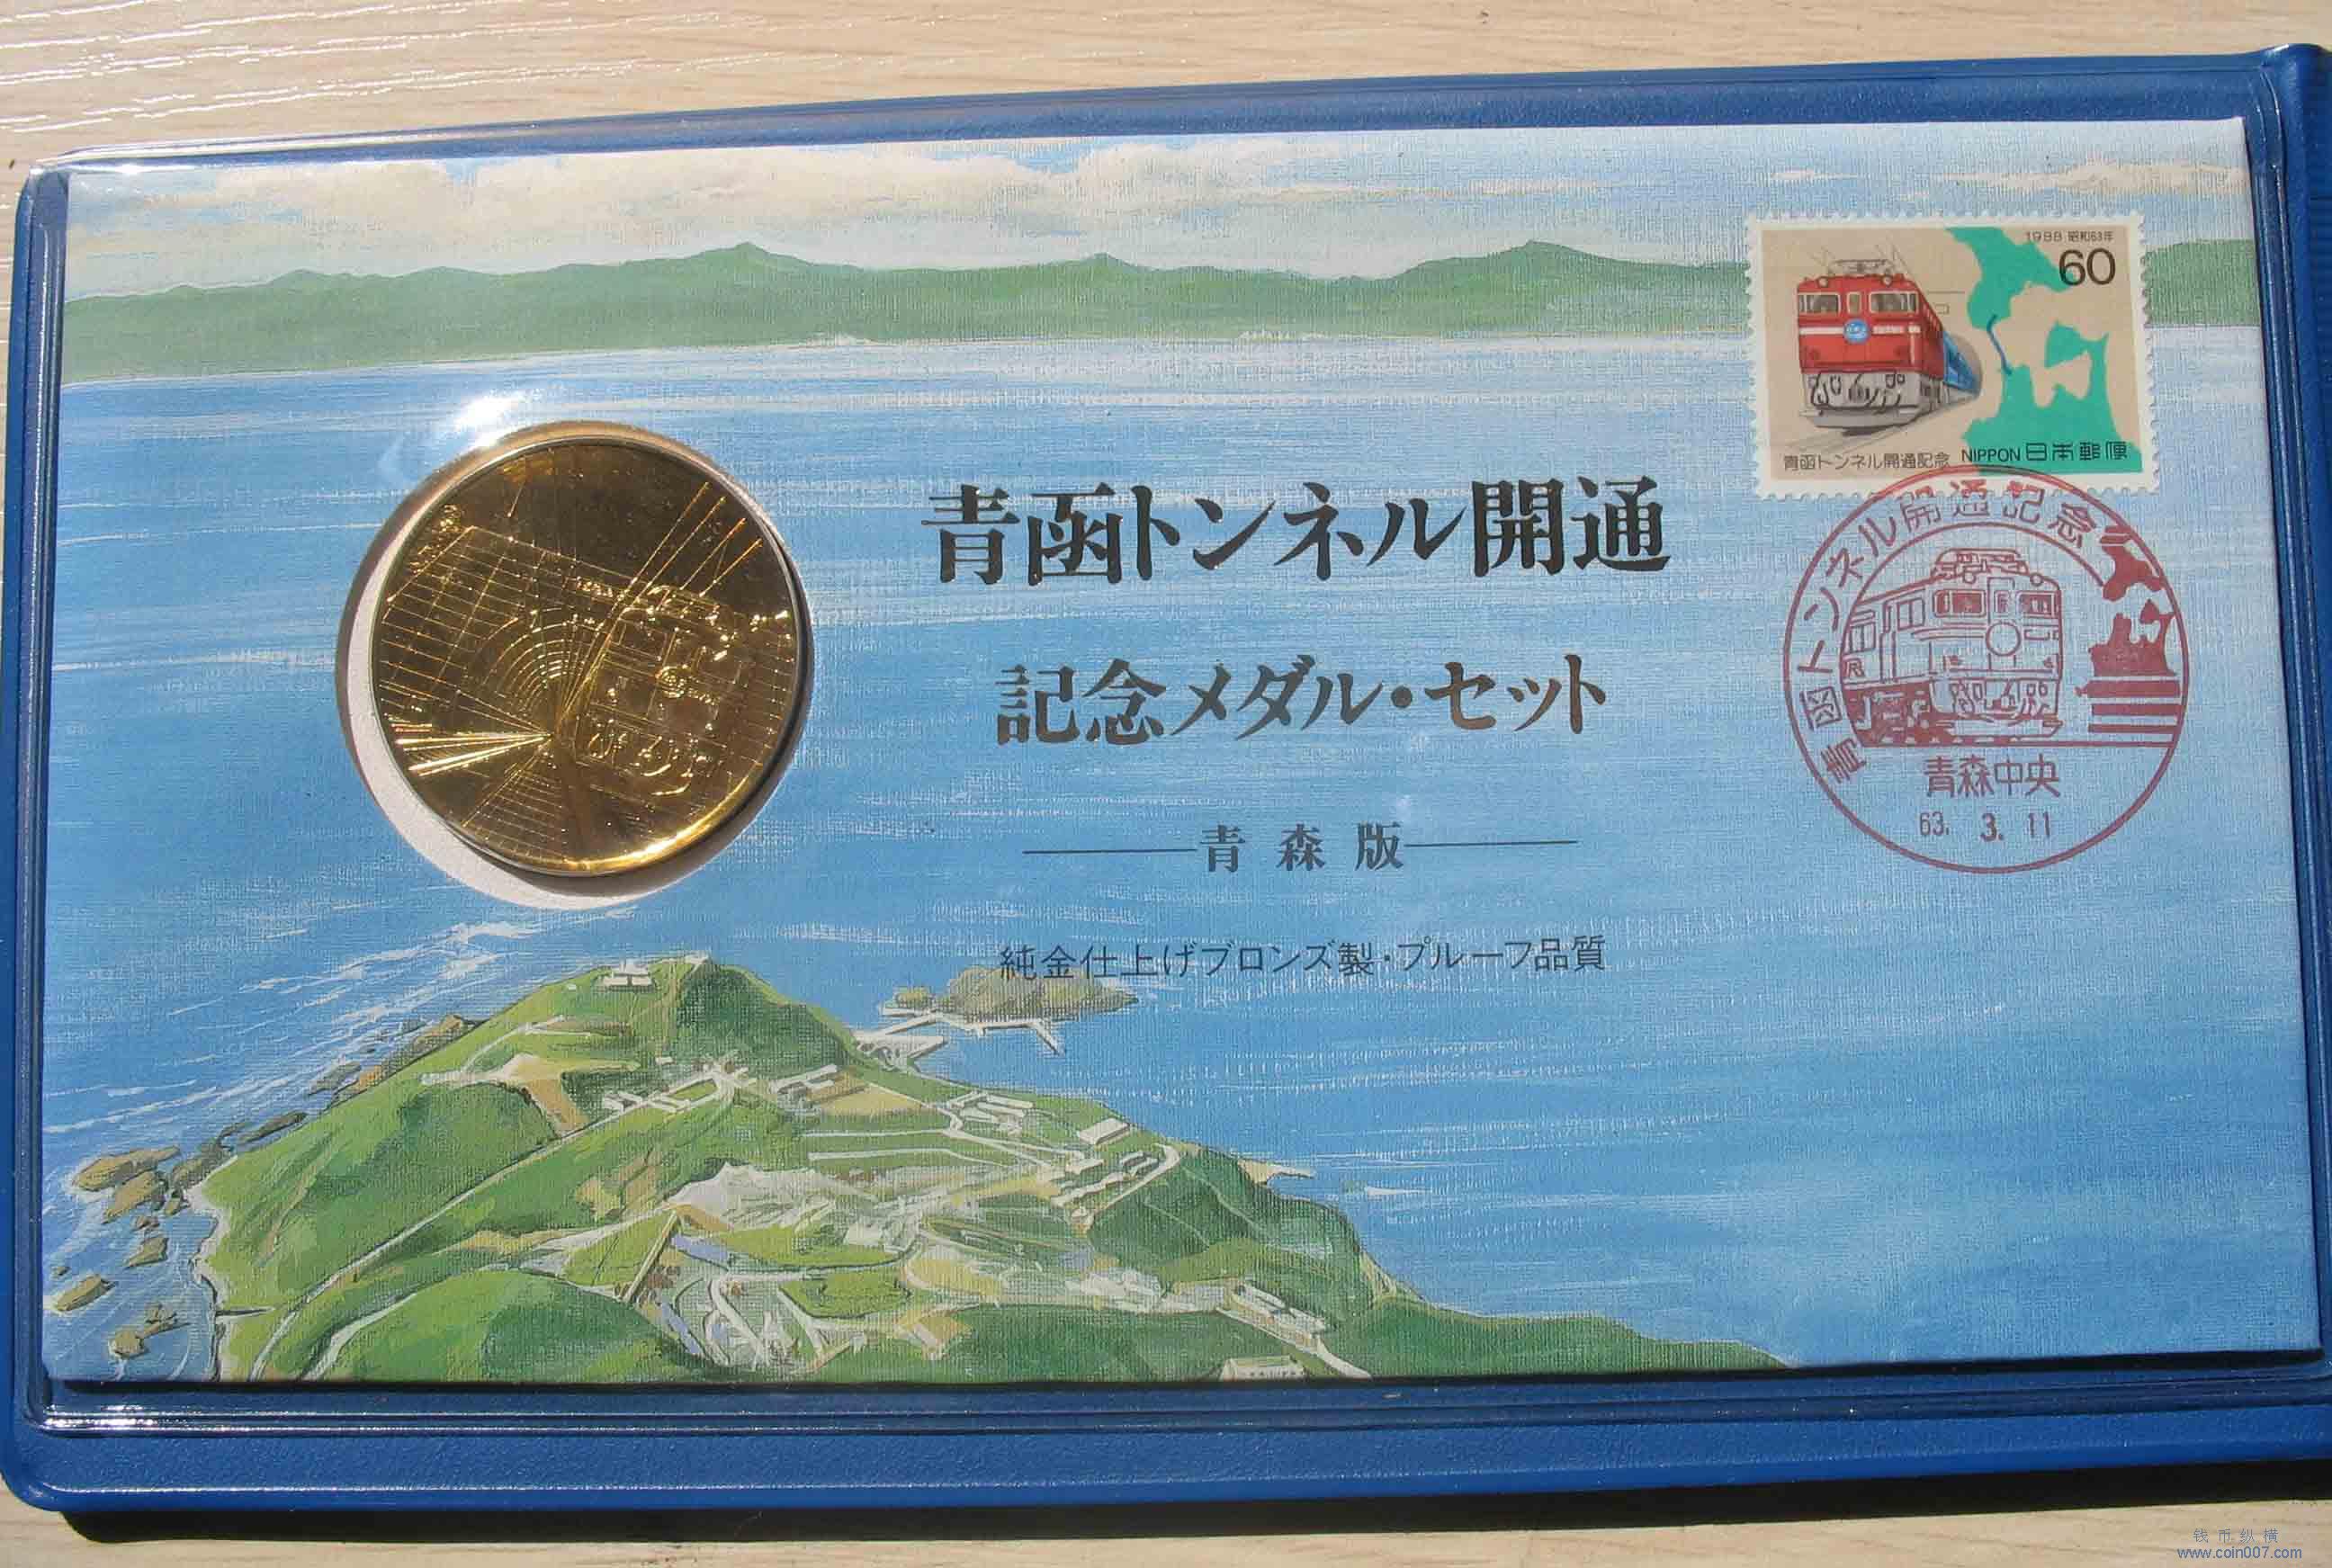 1988 昭和63年
60
青函トンネル開通記念 NIPPON 日本郵便
青函トンネル開通
記念メダル・セット
青森版
純金仕上げブロンズ製・プルーフ品質
青函トンネル開通記念
青森中央
63. 3. 11
钱币纵横
www.coin007.com